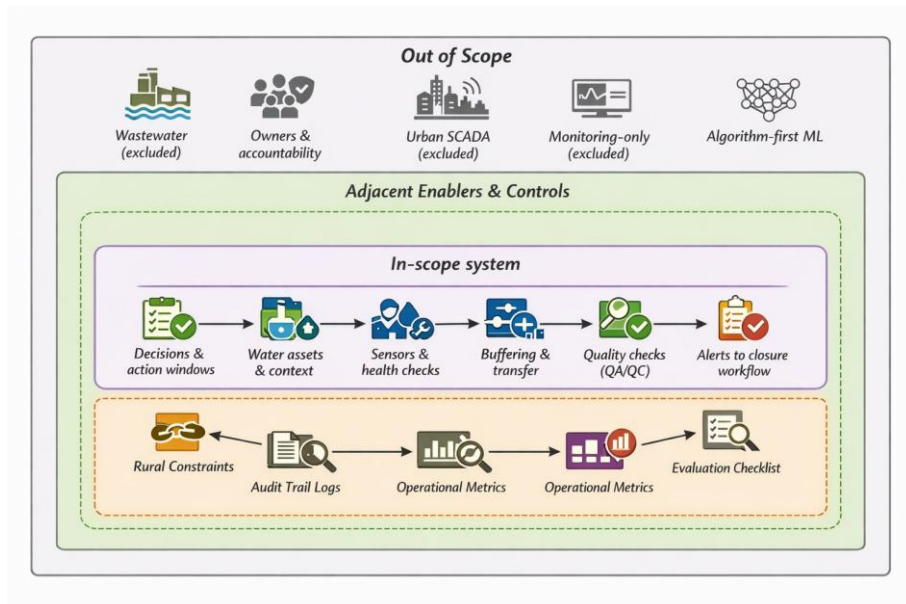 Out of Scope
Wastewater
(excluded)
Owners &
accountability
Urban SCADA
(excluded)
Monitoring-only
(excluded)
Algorithm-first ML
Adjacent Enablers & Controls
In-scope system
Decisions &
action windows
Water assets
& context
Sensors &
health checks
Buffering &
transfer
Quality checks
(QA/QC)
Alerts to closure
workflow
Rural Constraints
Audit Trail Logs
Operational Metrics
Operational Metrics
Evaluation Checklist